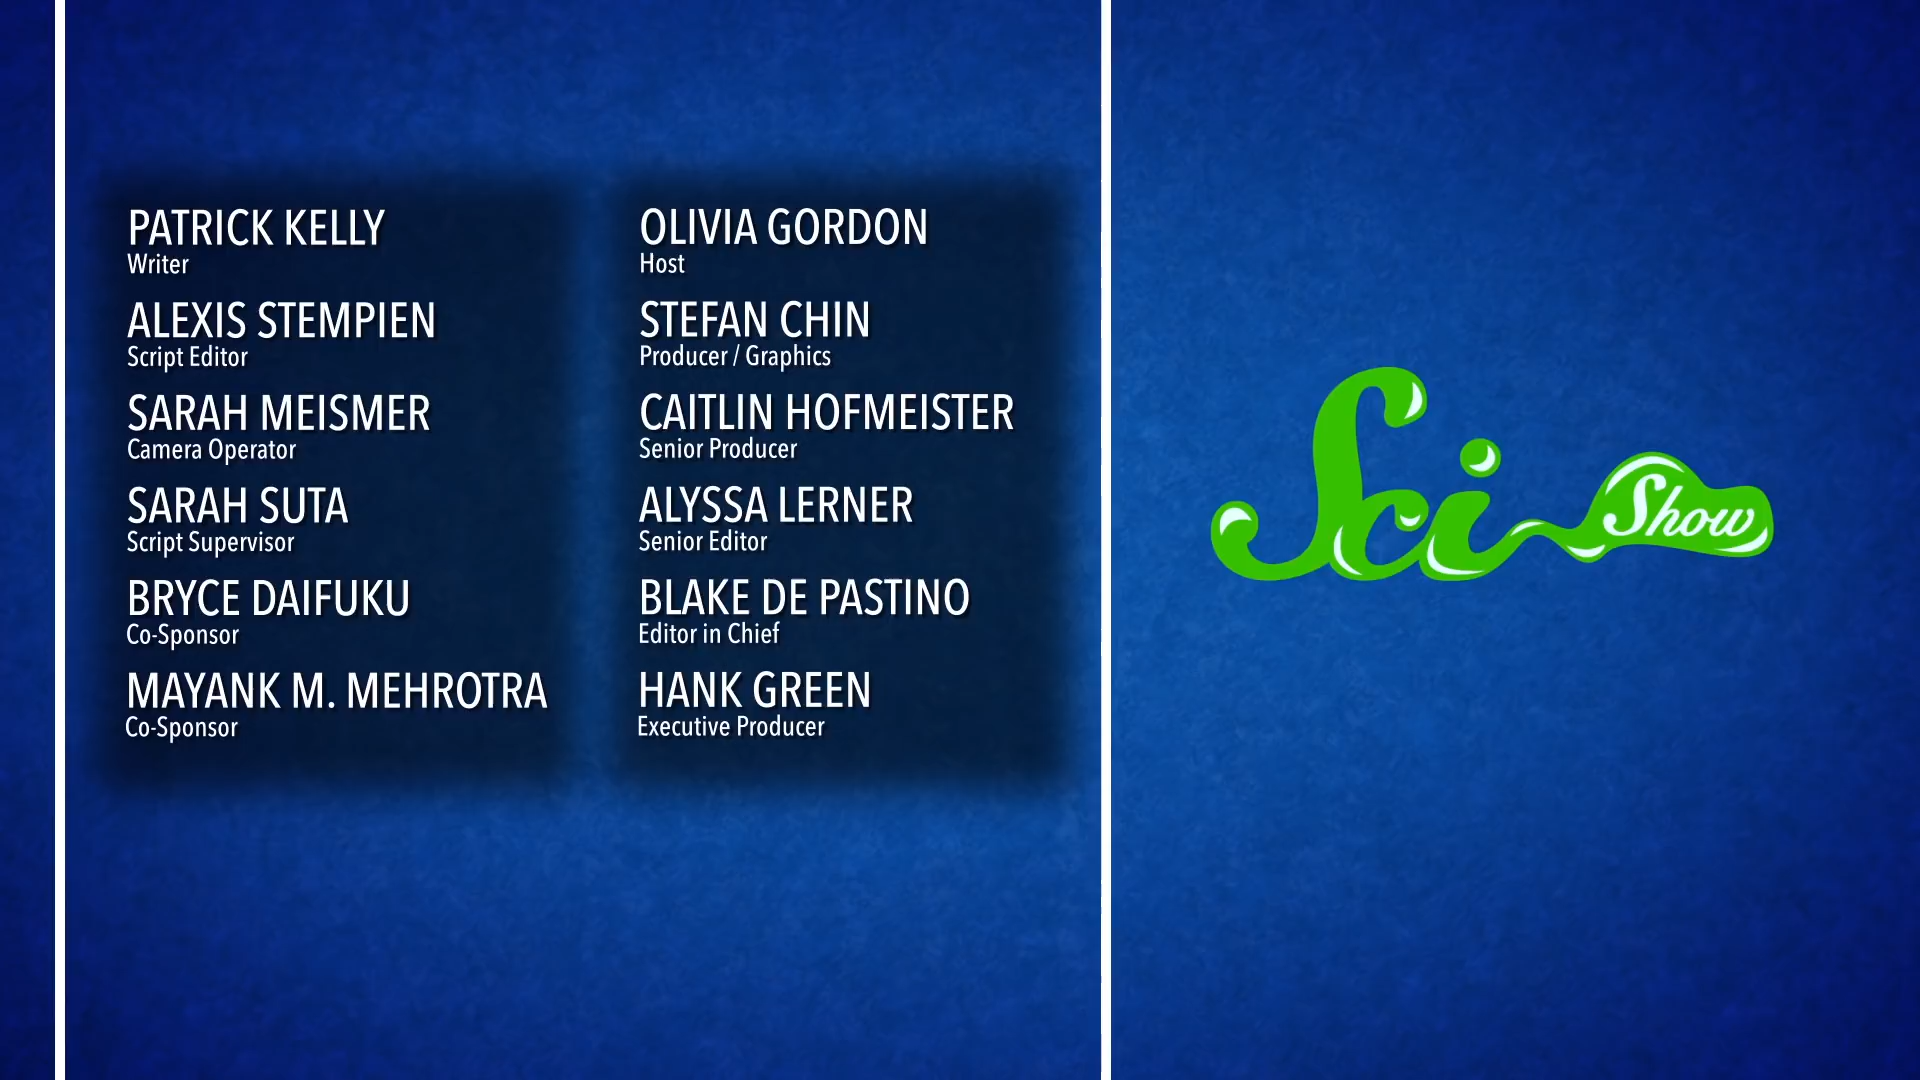 PATRICK KELLY
Writer
ALEXIS STEMPIEN
Script Editor
SARAH MEISMER
Camera Operator
SARAH SUTA
Script Supervisor
BRYCE DAIFUKU
Co-Sponsor
MAYANK M. MEHROTRA
Co-Sponsor
OLIVIA GORDON
Host
STEFAN CHIN
Producer / Graphics
CAITLIN HOFMEISTER
Senior Producer
ALYSSA LERNER
Senior Editor
BLAKE DE PASTINO
Editor in Chief
HANK GREEN
Executive Producer
Sci Show